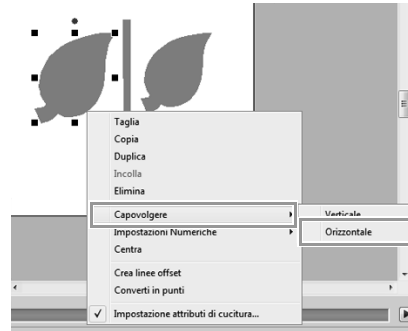 Taglia
Copia
Duplica
Incolla
Elimina
Capovolgere
Verticale
Impostazioni Numeriche
Orizzontale
Centra
Crea linee offset
Converti in punti
Impostazione attributi di cucitura...